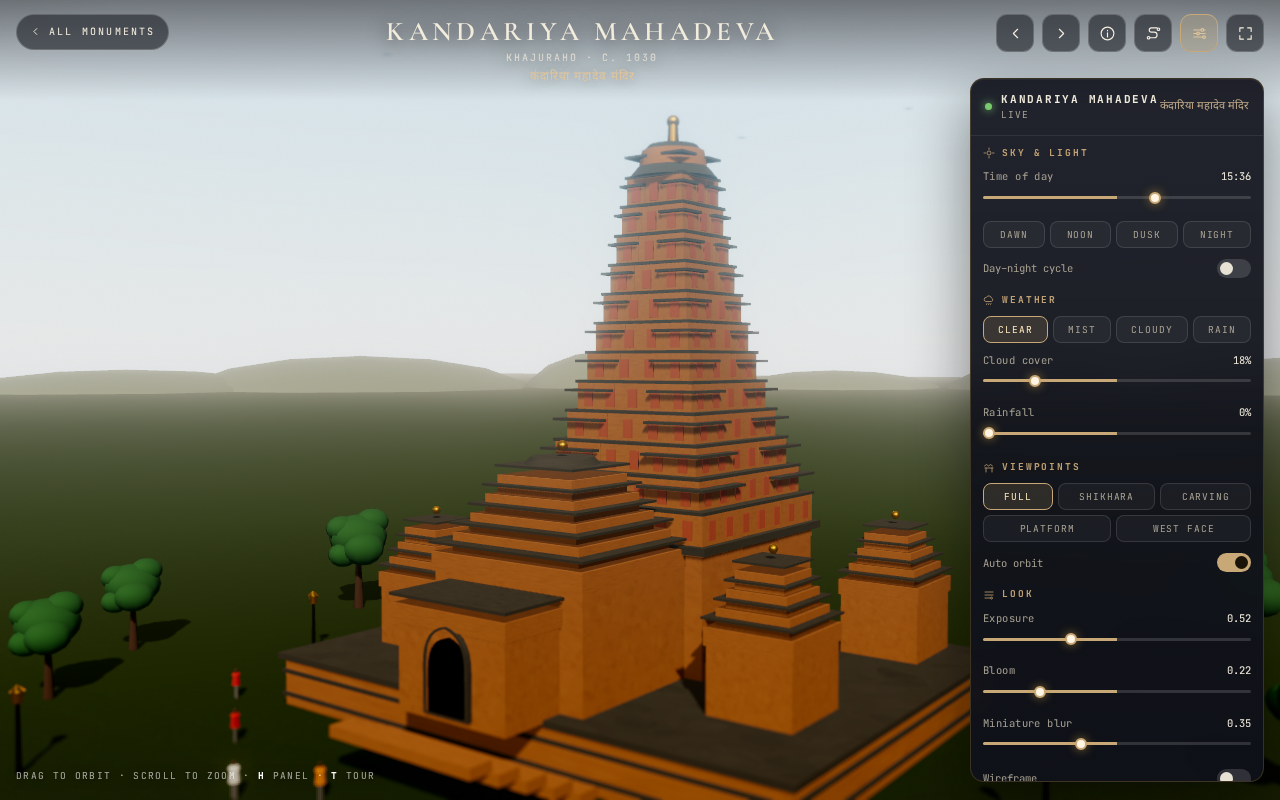 ALL MONUMENTS
KANDARIYA MAHADEVA
KHAJURAHO · C. 1030
कंदारिया महादेव मंदिर
KANDARIYA MAHADEVA
कंदारिया महादेव मंदिर
LIVE
SKY & LIGHT
Time of day 15:36
DAWN NOON DUSK NIGHT
Day-night cycle
WEATHER
CLEAR MIST CLOUDY RAIN
Cloud cover 18%
Rainfall 0%
VIEWPOINTS
FULL SHIKHARA CARVING
PLATFORM WEST FACE
Auto orbit
LOOK
Exposure 0.52
Bloom 0.22
Miniature blur 0.35
Wireframe
DRAG TO ORBIT · SCROLL TO ZOOM · H PANEL · T TOUR